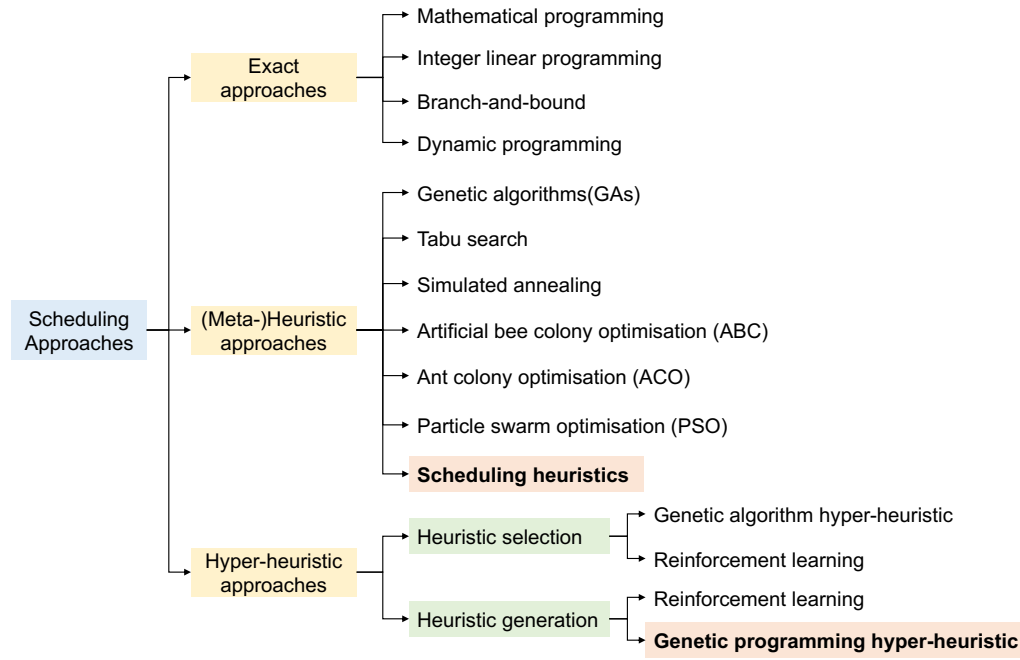 Mathematical programming
Exact
approaches
Integer linear programming
Branch-and-bound
Dynamic programming
Genetic algorithms(GAs)
Tabu search
Simulated annealing
Scheduling
Approaches
(Meta-)Heuristic
approaches
Artificial bee colony optimisation (ABC)
Ant colony optimisation (ACO)
Particle swarm optimisation (PSO)
Scheduling heuristics
Hyper-heuristic
approaches
Heuristic selection
Genetic algorithm hyper-heuristic
Reinforcement learning
Heuristic generation
Reinforcement learning
Genetic programming hyper-heuristic